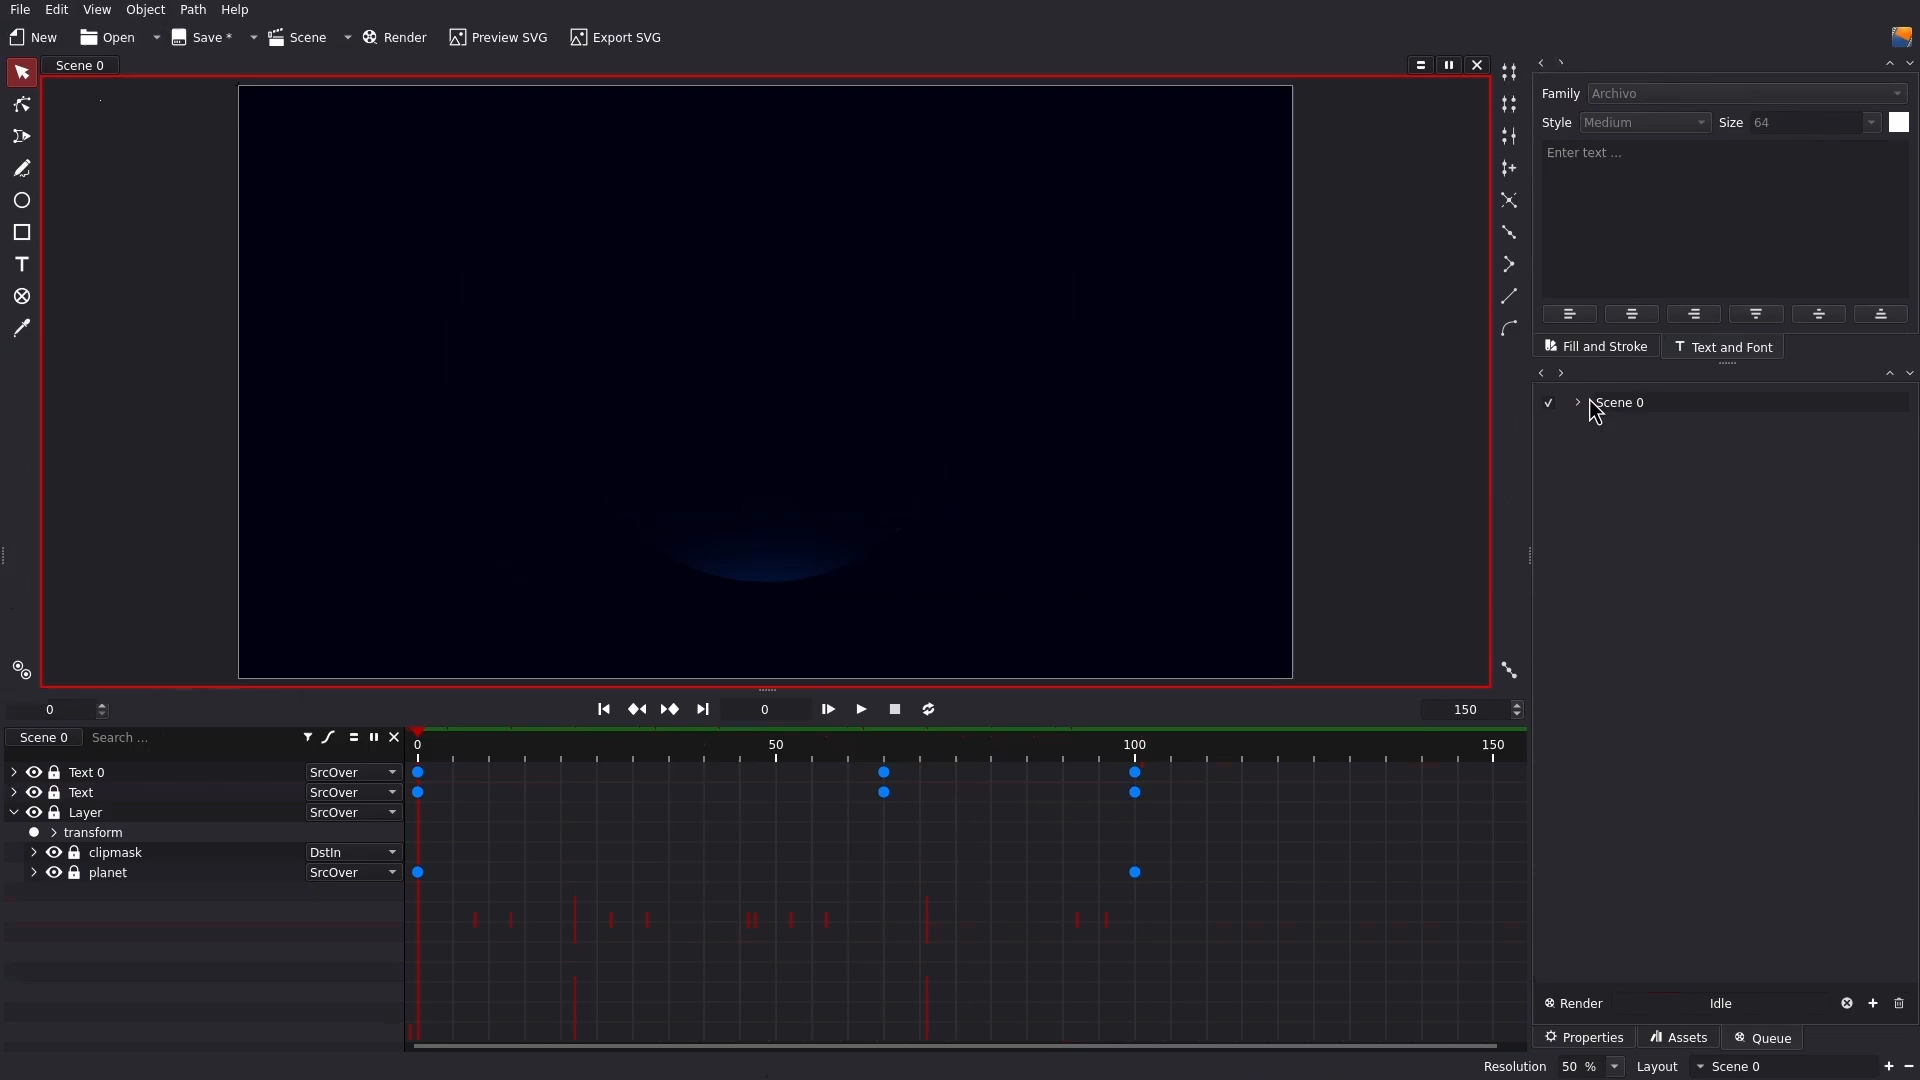 File Edit View Object Path Help
New Open Save * Scene Render Preview SVG Export SVG
Scene 0
Family Archivo
Style Medium Size 64
Enter text ...
Fill and Stroke Text and Font
Scene 0
0 0 150
Scene 0 Search ... 0 50 100 150
Text 0 SrcOver
Text SrcOver
Layer SrcOver
transform
clipmask DstIn
planet SrcOver
Render Idle
Properties Assets Queue
Resolution 50 % Layout Scene 0